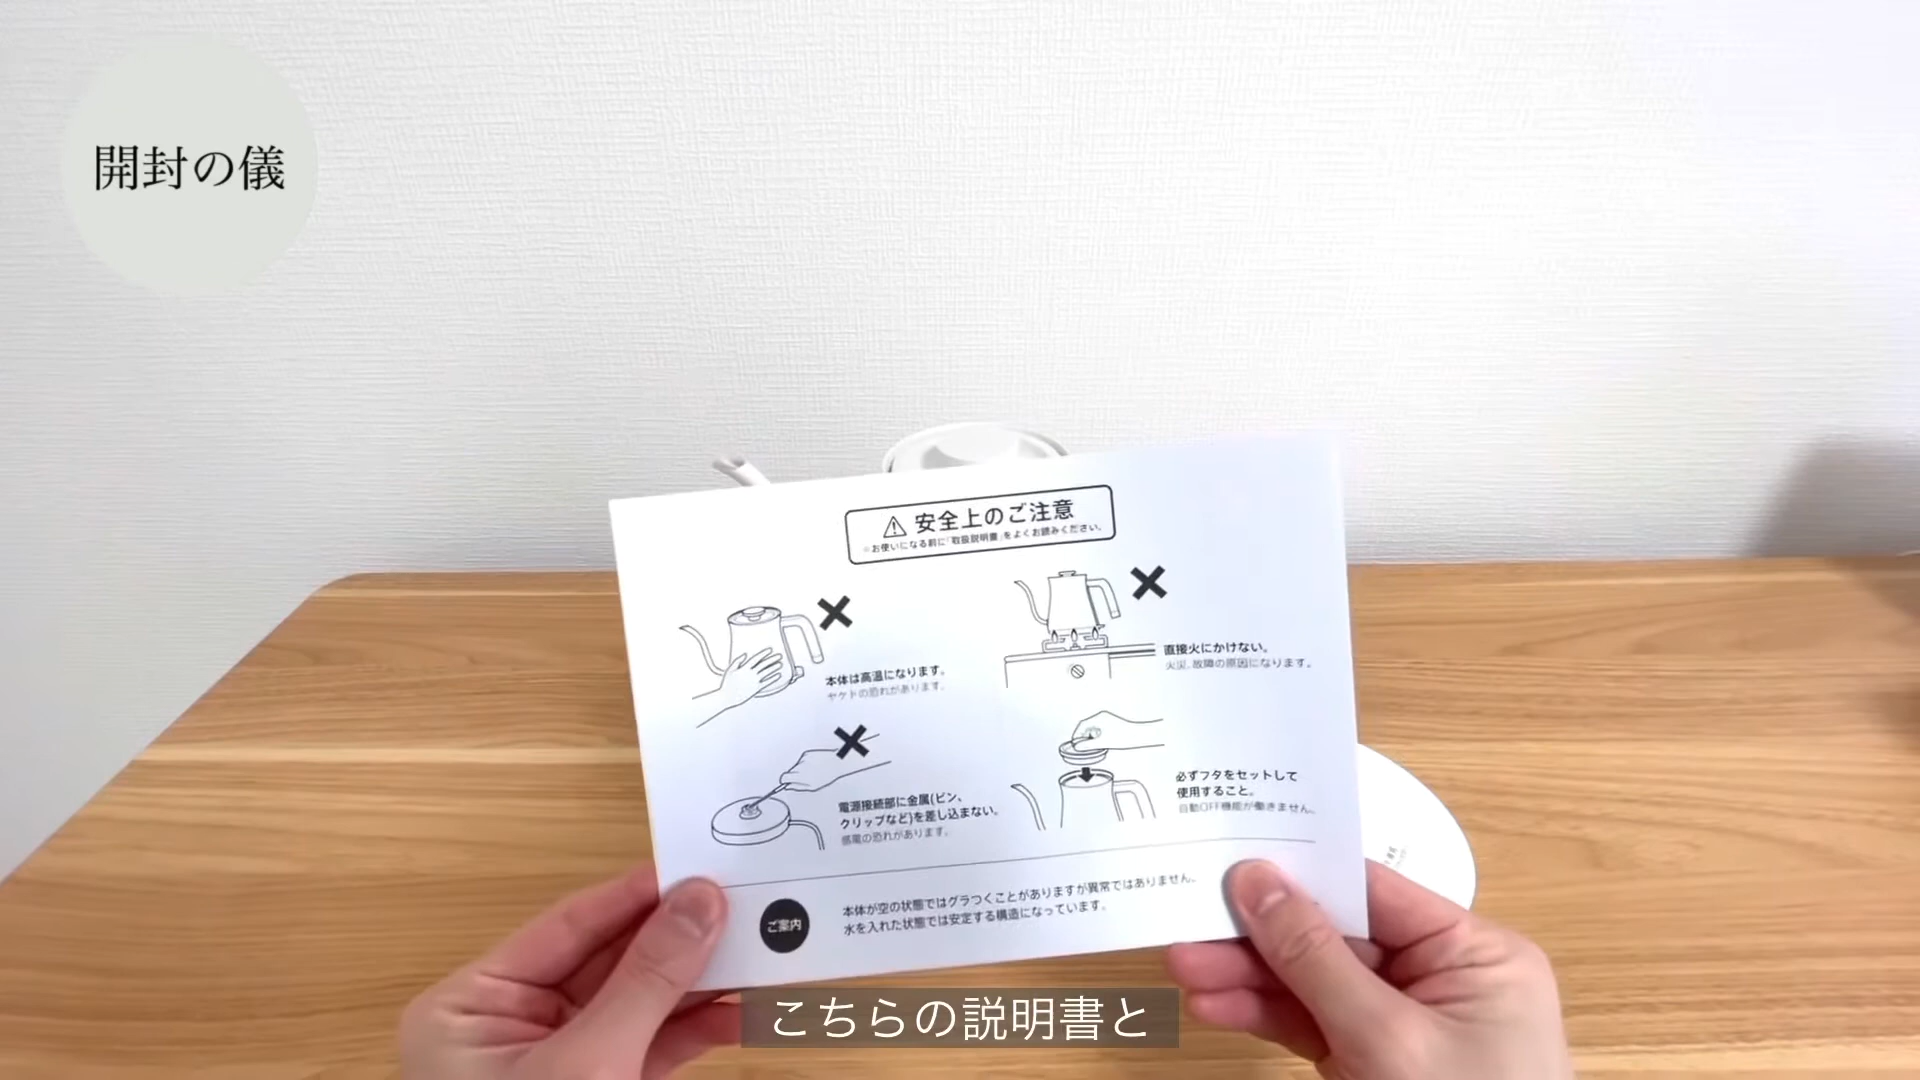 開封の儀
⚠ 安全上のご注意
※お使いになる前に「取扱説明書」をよくお読みください。
本体は高温になります。
ヤケドの恐れがあります。
直接火にかけない。
火災、故障の原因になります。
電源接続部に金属(ピン、
クリップなど)を差し込まない。
感電の恐れがあります。
必ずフタをセットして
使用すること。
自動OFF機能が働きません。
ご案内
本体が空の状態ではグラつくことがありますが異常ではありません。
水を入れた状態では安定する構造になっています。
こちらの説明書と